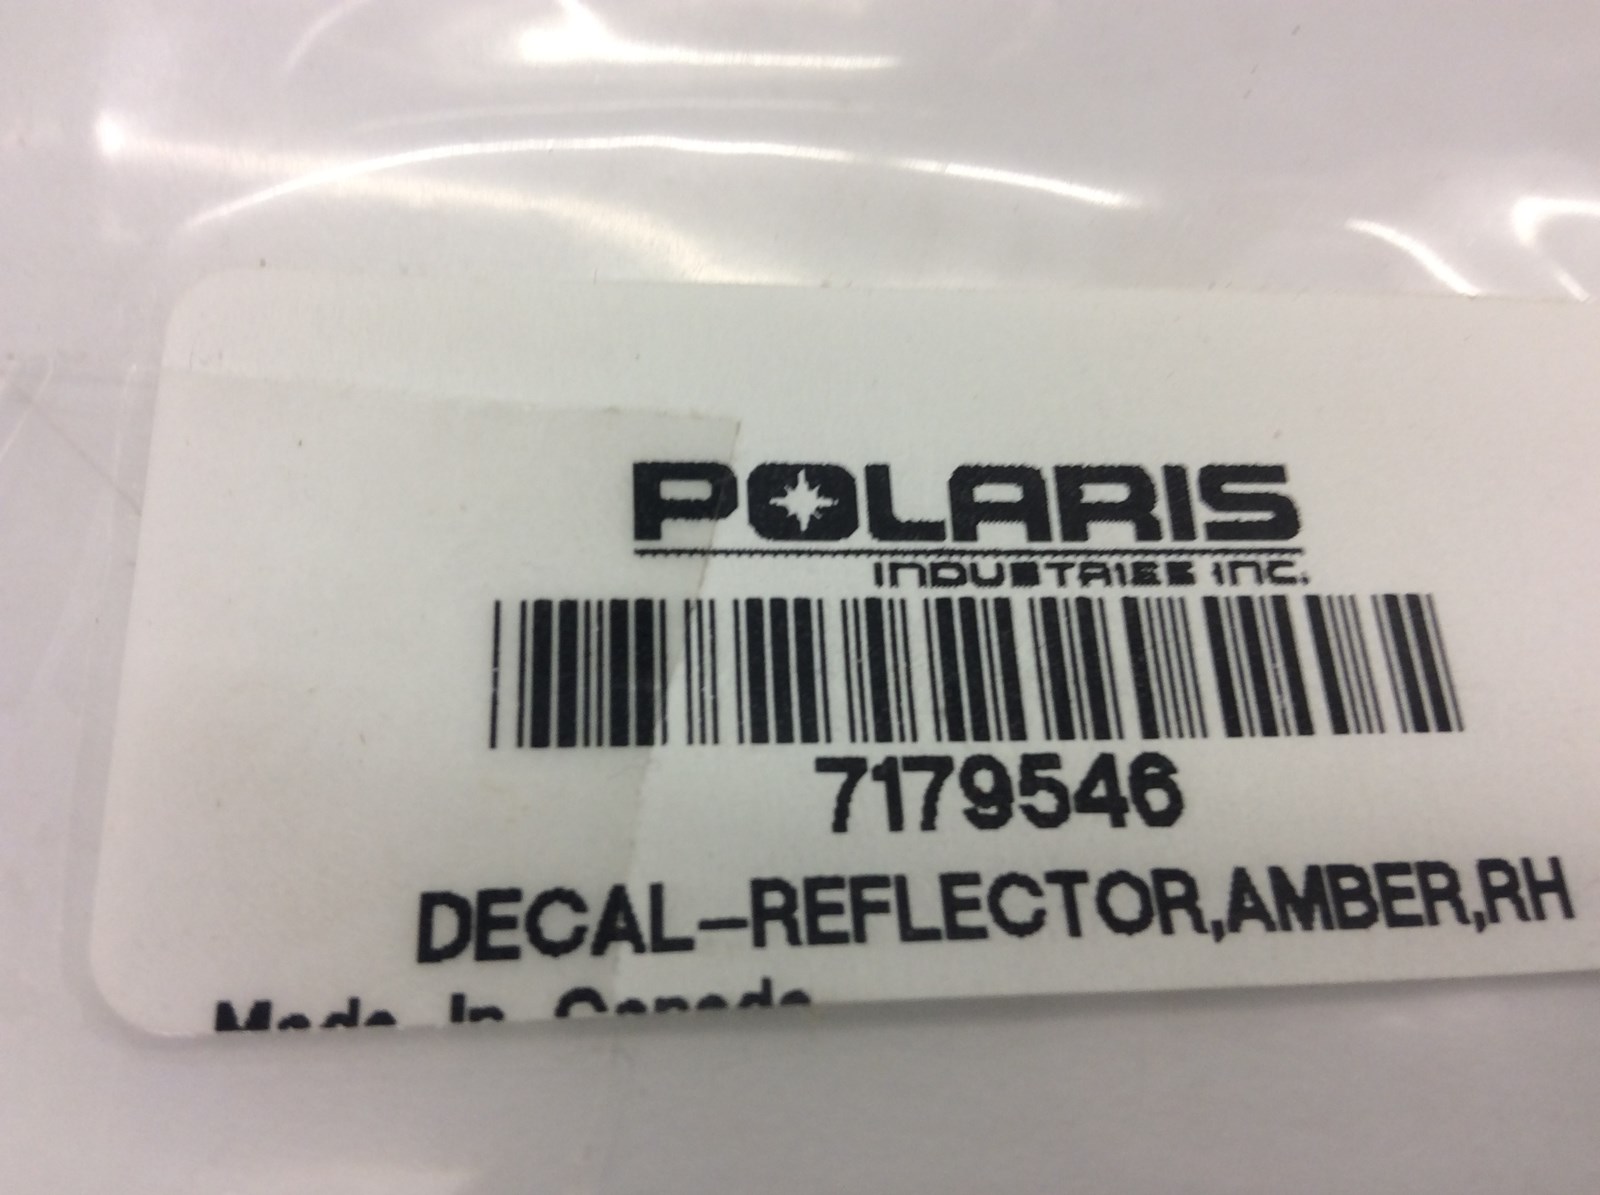 POLARIS
INDUSTRIES INC.
7179546
DECAL-REFLECTOR,AMBER,RH
Made In Canada